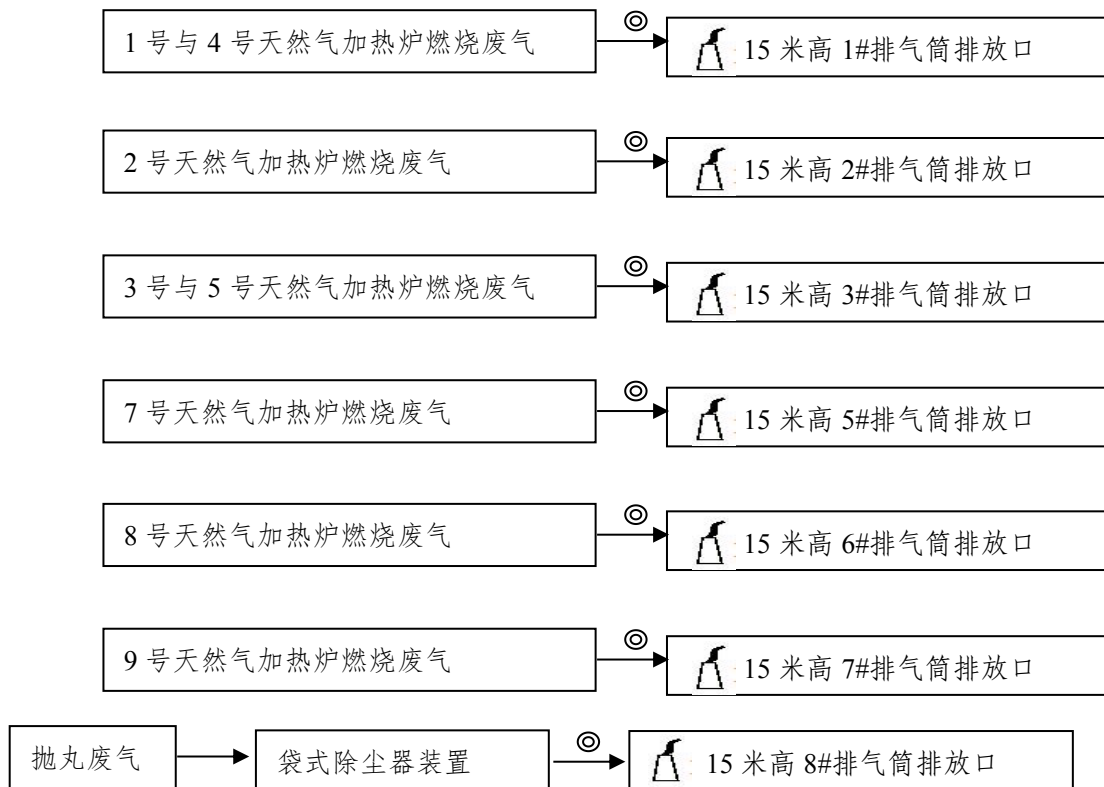 1 号与 4 号天然气加热炉燃烧废气
◎
15 米高 1#排气筒排放口
2 号天然气加热炉燃烧废气
◎
15 米高 2#排气筒排放口
3 号与 5 号天然气加热炉燃烧废气
◎
15 米高 3#排气筒排放口
7 号天然气加热炉燃烧废气
◎
15 米高 5#排气筒排放口
8 号天然气加热炉燃烧废气
◎
15 米高 6#排气筒排放口
9 号天然气加热炉燃烧废气
◎
15 米高 7#排气筒排放口
抛丸废气
袋式除尘器装置
◎
15 米高 8#排气筒排放口